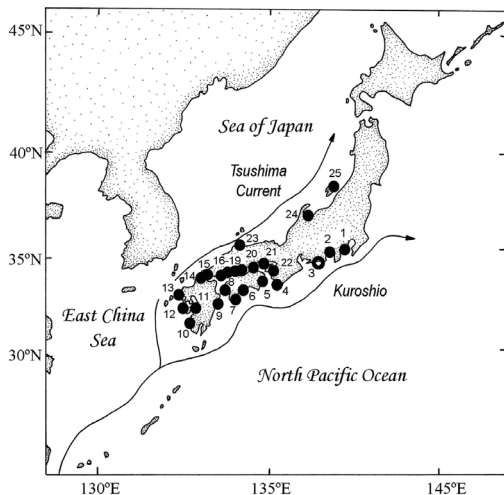 45°N
40°N
35°N
30°N
130°E
135°E
145°E
Sea of Japan
Tsushima
Current
25
24
23
21
20
2
1
15
16-19
14
22
3
13
8
4
5
6
Kuroshio
11
7
9
12
10
East China
Sea
North Pacific Ocean